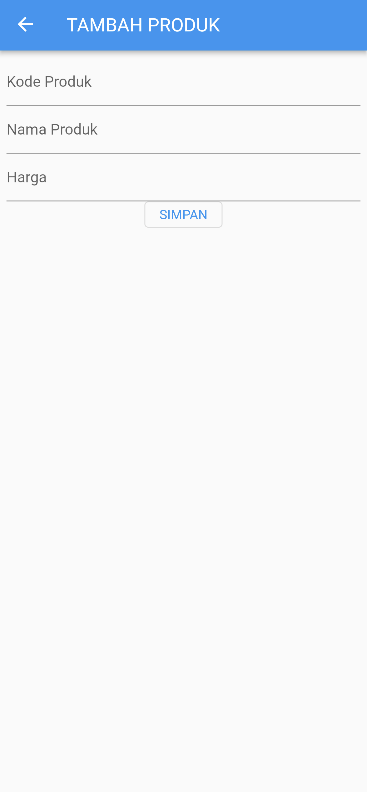 TAMBAH PRODUK
Kode Produk
Nama Produk
Harga
SIMPAN